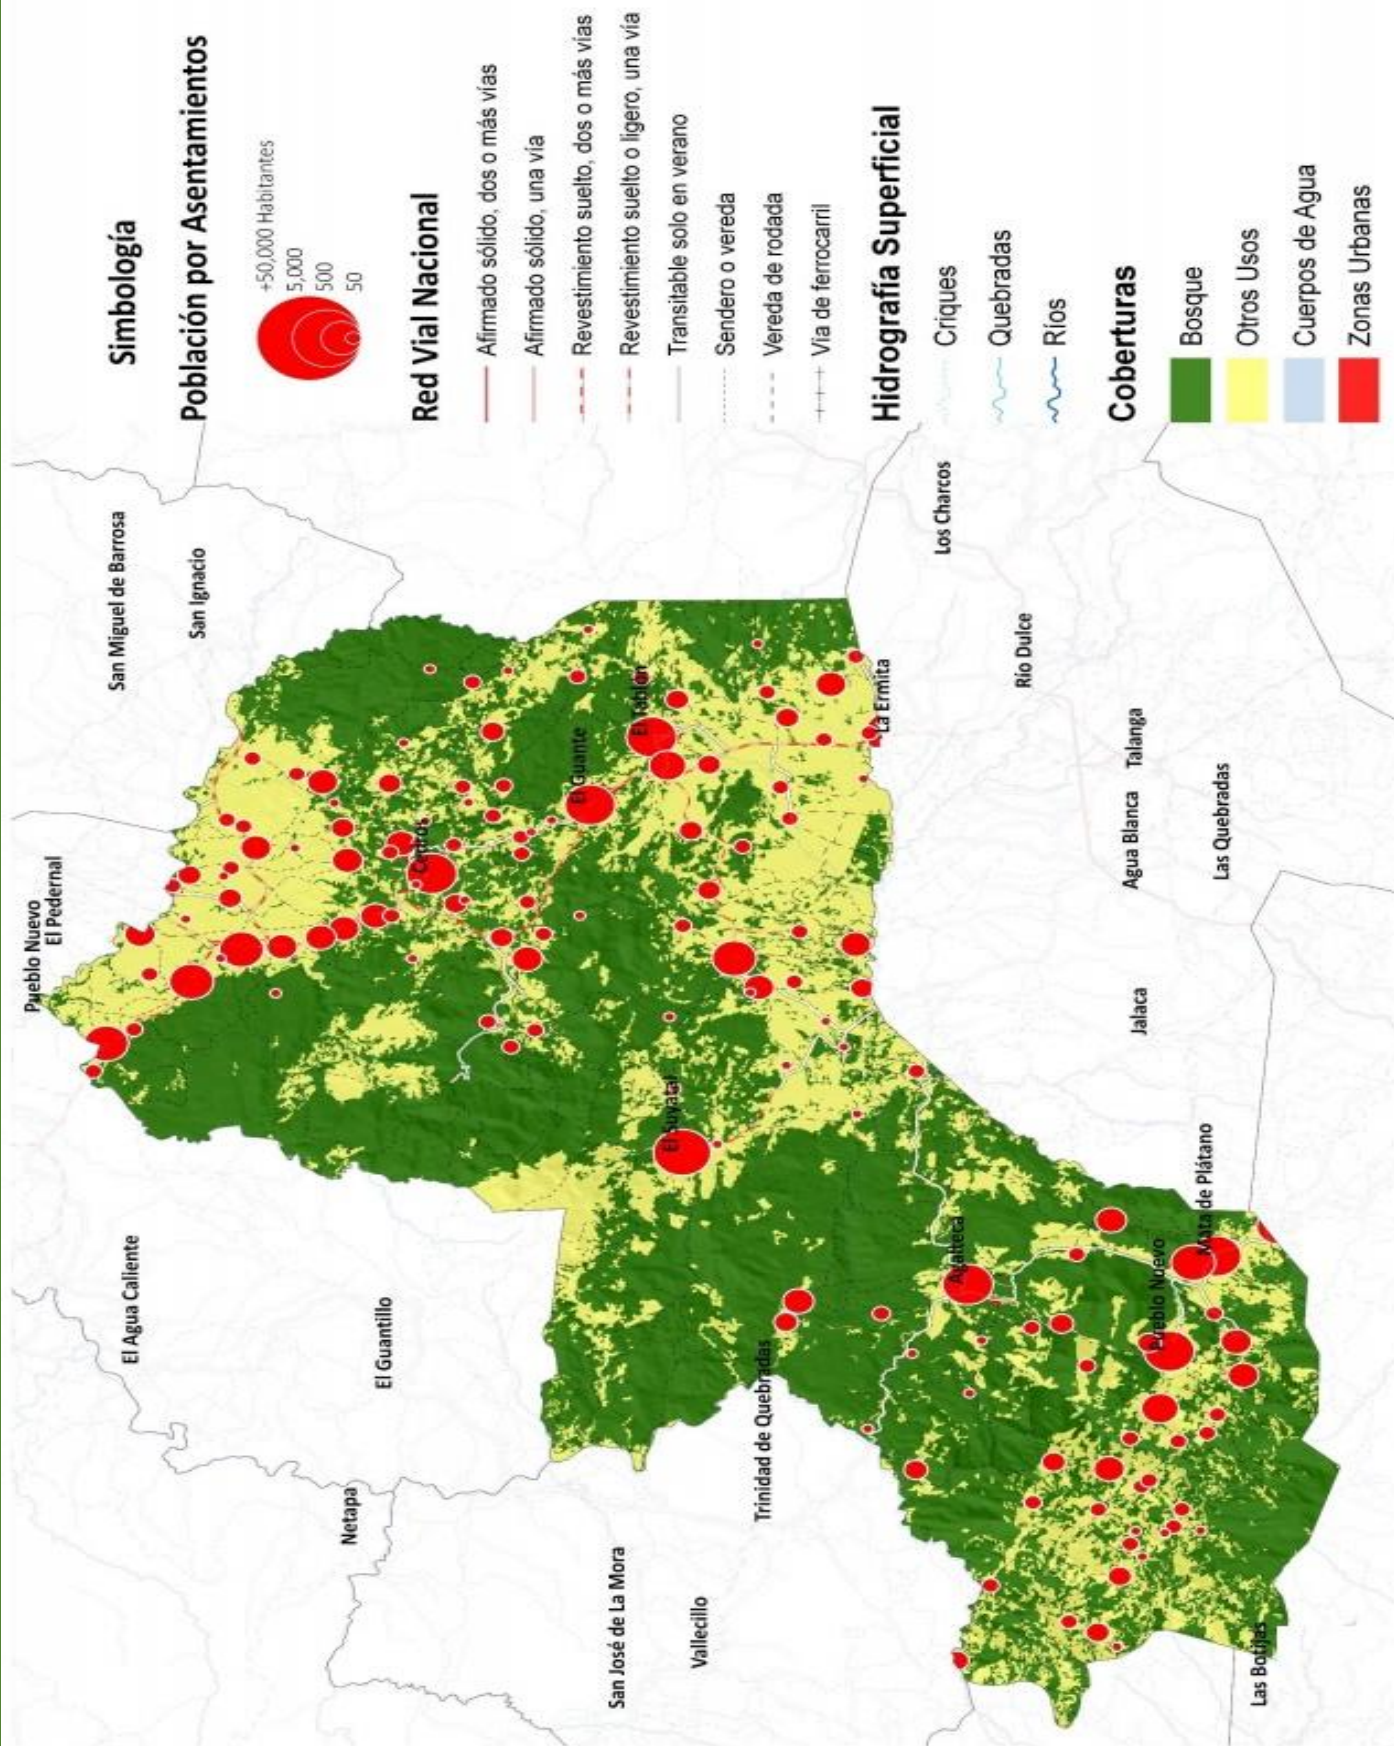 Simbología
Población por Asentamientos
+50,000 Habitantes
5,000
500
50
Red Vial Nacional
Afirmado sólido, dos o más vías
Afirmado sólido, una vía
Revestimiento suelto, dos o más vías
Revestimiento suelto o ligero, una vía
Transitable solo en verano
Sendero o vereda
Vereda de rodada
Via de ferrocarril
Hidrografía Superficial
Criques
Quebradas
Ríos
Coberturas
Bosque
Otros Usos
Cuerpos de Agua
Zonas Urbanas
Pueblo Nuevo
El Pedernal
San Miguel de Barrosa
San Ignacio
El Agua Caliente
El Guantillo
Netapa
San José de La Mora
Vallecillo
Trinidad de Quebradas
Cedros
El Guante
El Tablón
El Suyatal
La Ermita
Los Charcos
Río Dulce
Agua Blanca
Talanga
Las Quebradas
Jalaca
Agalteca
Pueblo Nuevo
Mata de Plátano
Las Botijas